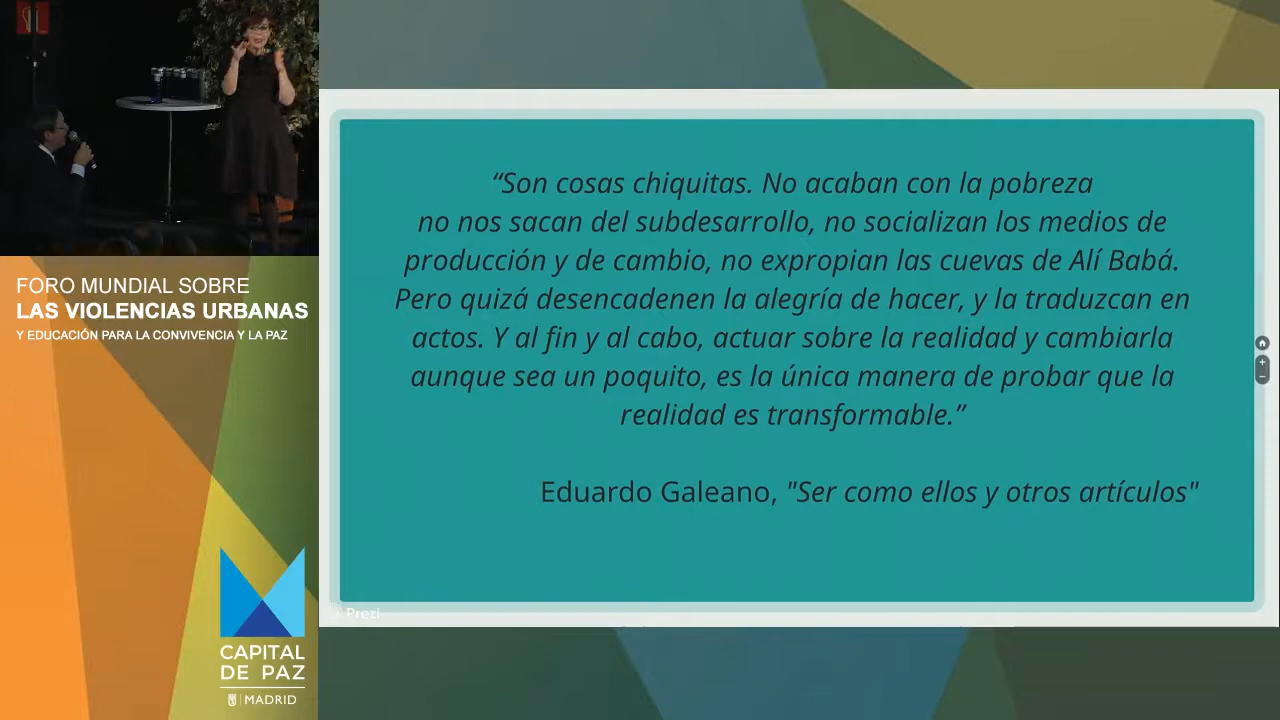 FORO MUNDIAL SOBRE
LAS VIOLENCIAS URBANAS
Y EDUCACIÓN PARA LA CONVIVENCIA Y LA PAZ
CAPITAL
DE PAZ
MADRID
“Son cosas chiquitas. No acaban con la pobreza
no nos sacan del subdesarrollo, no socializan los medios de
producción y de cambio, no expropian las cuevas de Alí Babá.
Pero quizá desencadenen la alegría de hacer, y la traduzcan en
actos. Y al fin y al cabo, actuar sobre la realidad y cambiarla
aunque sea un poquito, es la única manera de probar que la
realidad es transformable.”
Eduardo Galeano, "Ser como ellos y otros artículos"
Prezi